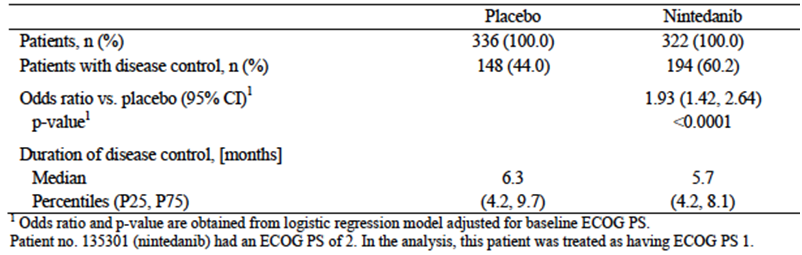 Placebo Nintedanib
Patients, n (%) 336 (100.0) 322 (100.0)
Patients with disease control, n (%) 148 (44.0) 194 (60.2)
Odds ratio vs. placebo (95% CI)1 1.93 (1.42, 2.64)
p-value1 <0.0001
Duration of disease control, [months]
Median 6.3 5.7
Percentiles (P25, P75) (4.2, 9.7) (4.2, 8.1)
1 Odds ratio and p-value are obtained from logistic regression model adjusted for baseline ECOG PS.
Patient no. 135301 (nintedanib) had an ECOG PS of 2. In the analysis, this patient was treated as having ECOG PS 1.